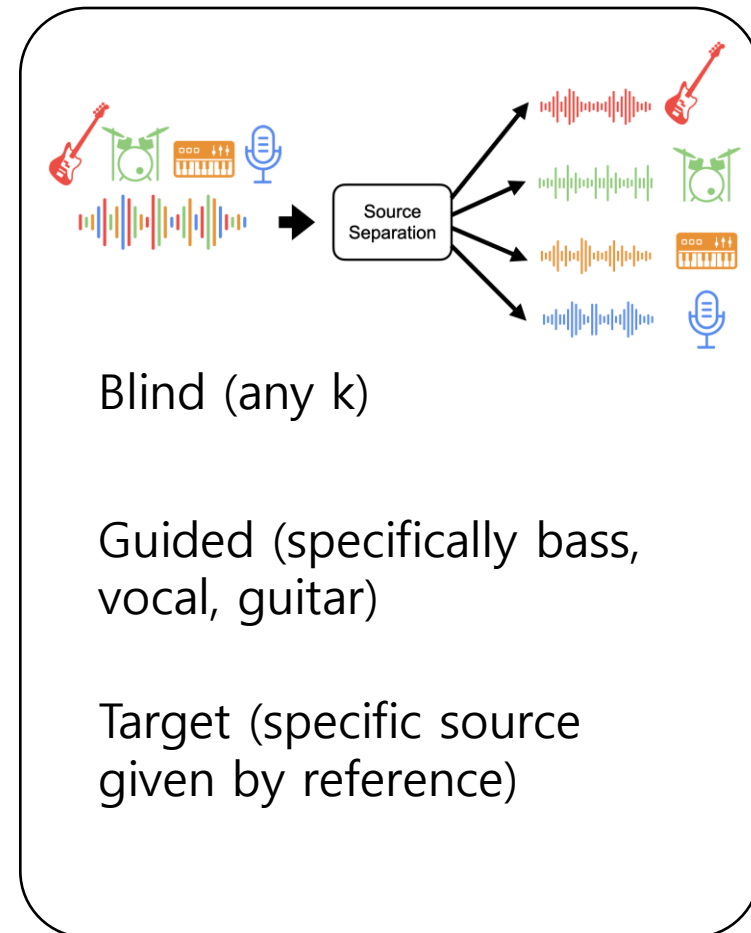 Source
Separation
Blind (any k)
Guided (specifically bass,
vocal, guitar)
Target (specific source
given by reference)